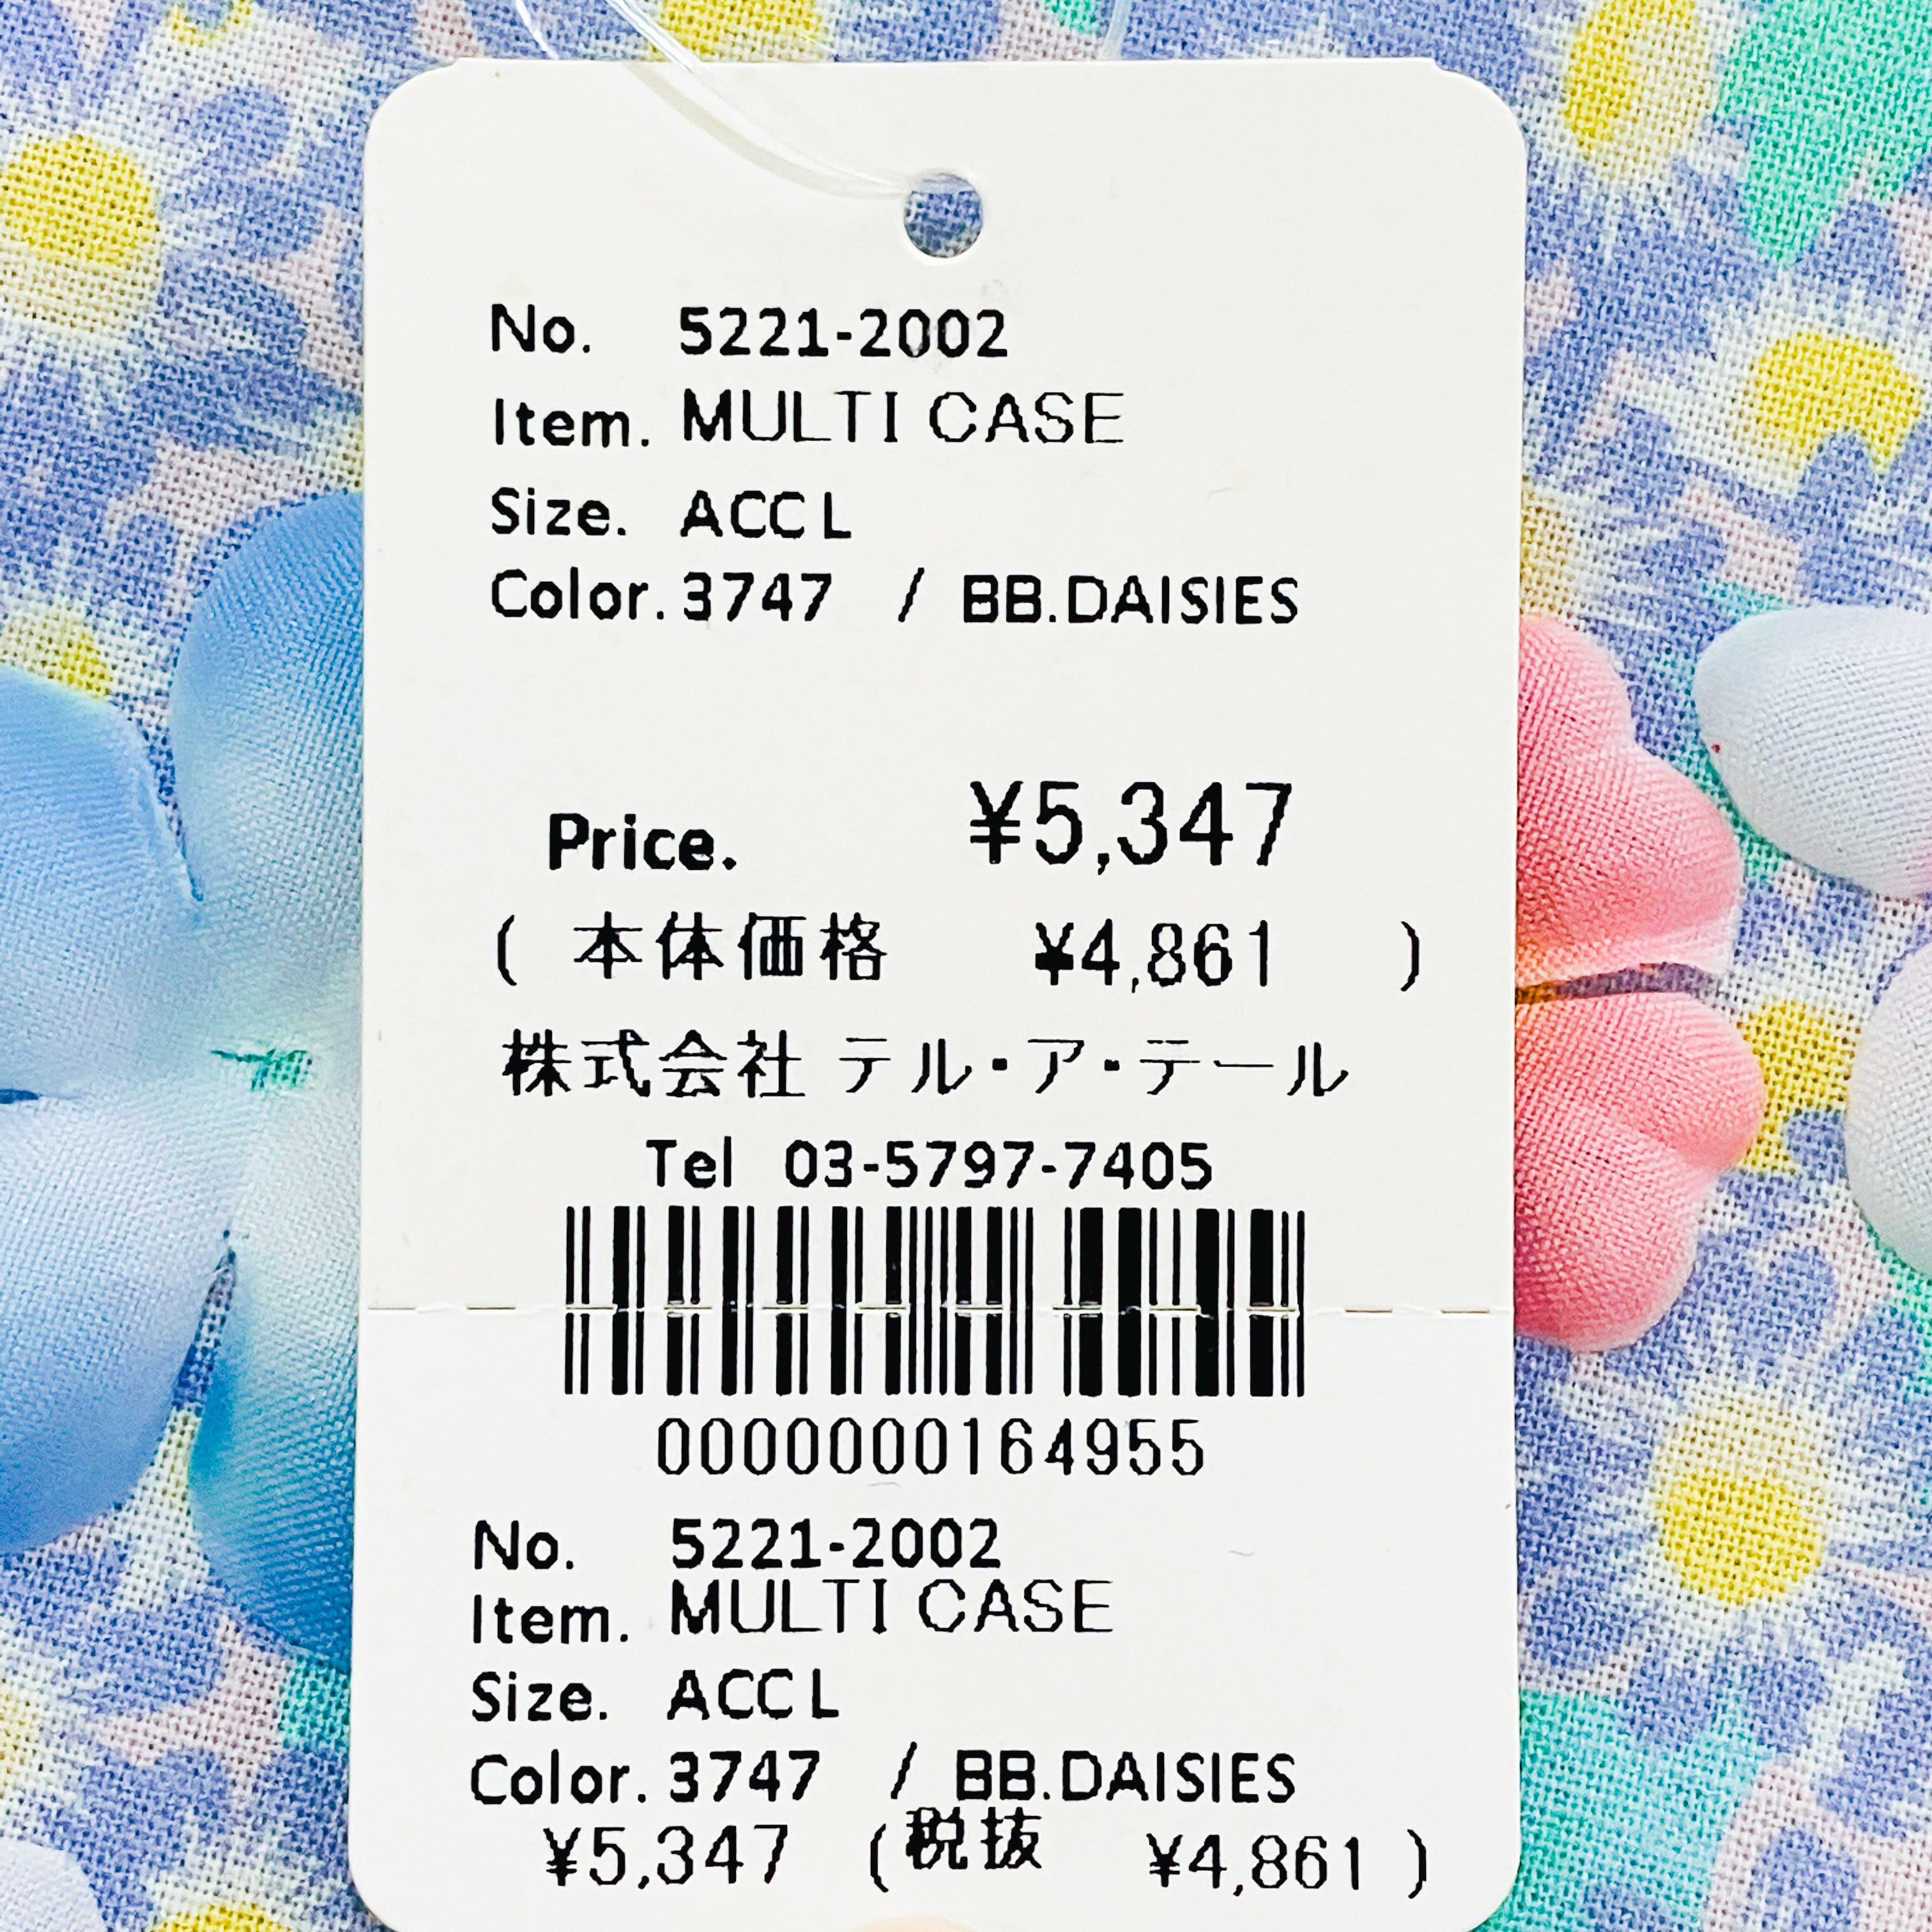 No. 5221-2002
Item. MULTI CASE
Size. ACC L
Color. 3747 / BB.DAISIES
Price. ¥5,347
( 本体価格 ¥4,861 )
株式会社 テル・ア・テール
Tel 03-5797-7405
0000000164955
No. 5221-2002
Item. MULTI CASE
Size. ACC L
Color. 3747 / BB.DAISIES
¥5,347 (税抜 ¥4,861 )